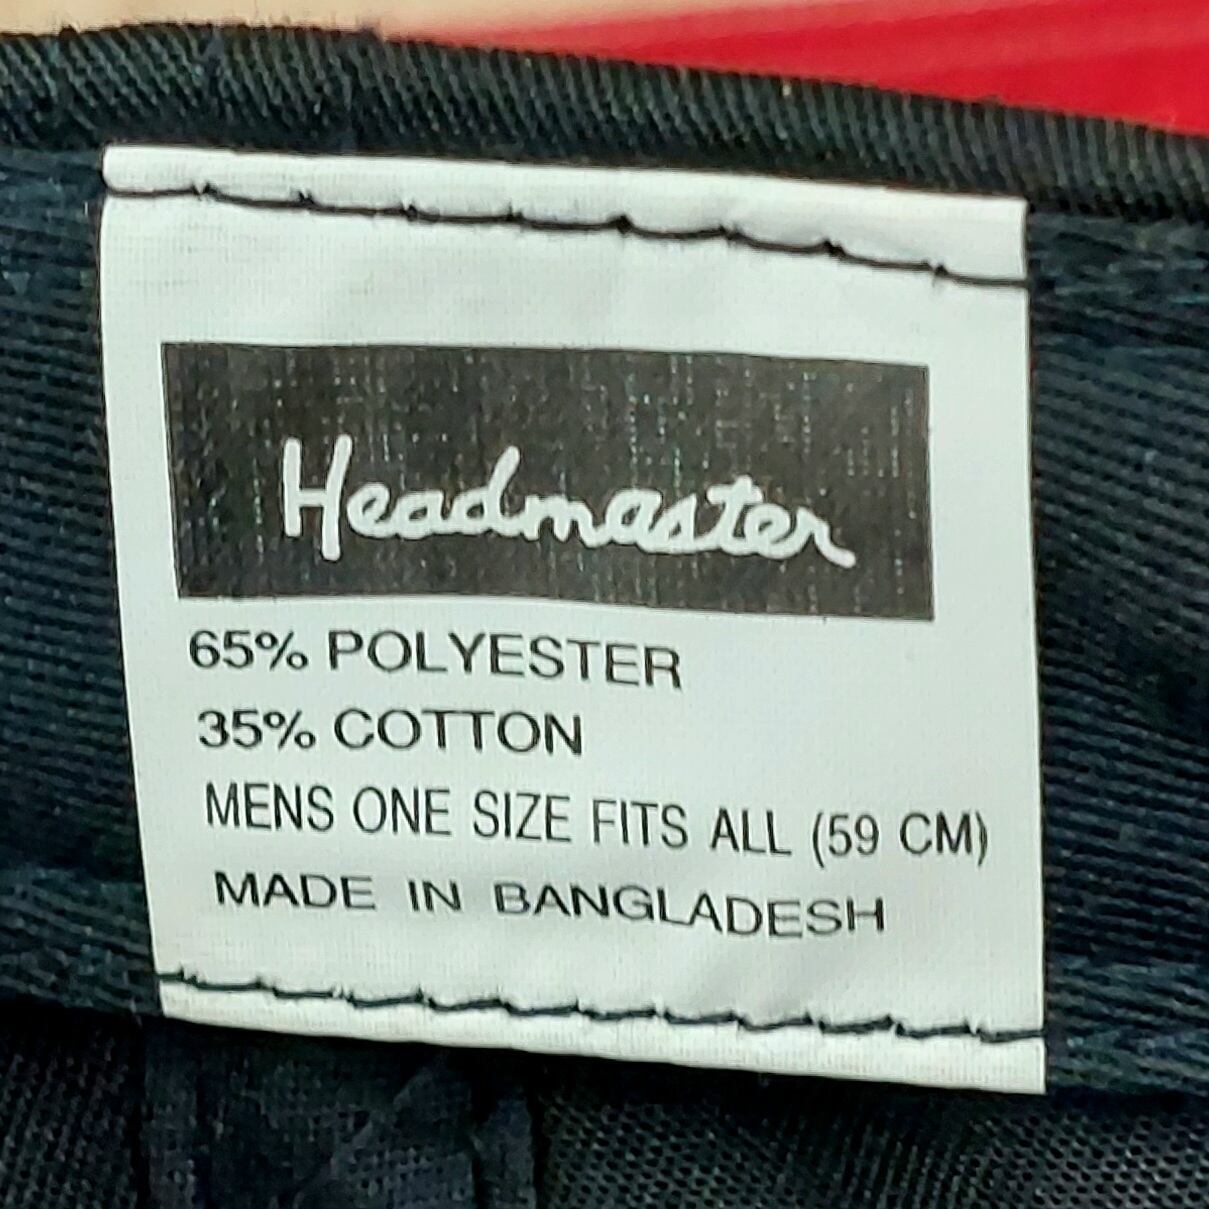 Headmaster
65% POLYESTER
35% COTTON
MENS ONE SIZE FITS ALL (59 CM)
MADE IN BANGLADESH